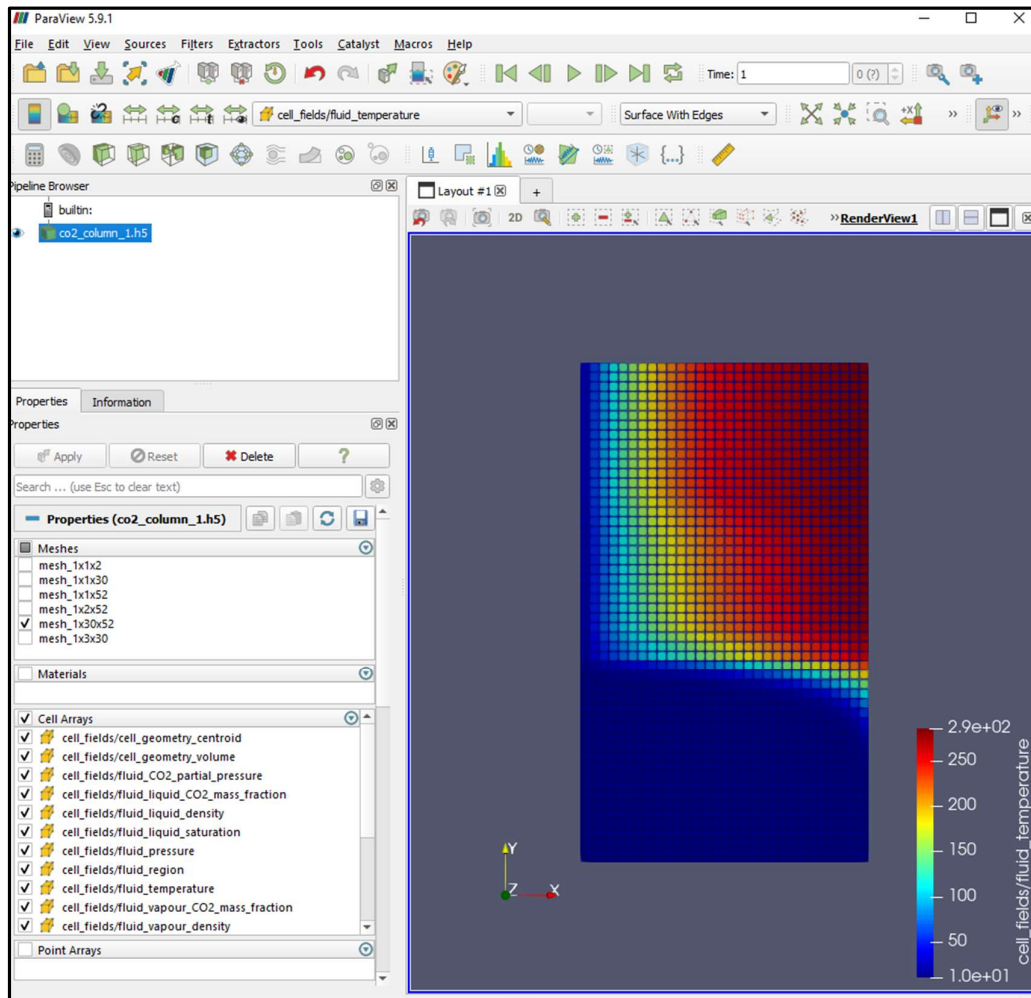 ParaView 5.9.1
File Edit View Sources Filters Extractors Tools Catalyst Macros Help
Time: 1 0 (?)
cell_fields/fluid_temperature Surface With Edges
Pipeline Browser
builtin:
co2_column_1.h5
Layout #1 +
2D RenderView1
Properties Information
Properties
Apply Reset Delete ?
Search ... (use Esc to clear text)
Properties (co2_column_1.h5)
Meshes
mesh_1x1x2
mesh_1x1x30
mesh_1x1x52
mesh_1x2x52
mesh_1x30x52
mesh_1x3x30
Materials
Cell Arrays
cell_fields/cell_geometry_centroid
cell_fields/cell_geometry_volume
cell_fields/fluid_CO2_partial_pressure
cell_fields/fluid_liquid_CO2_mass_fraction
cell_fields/fluid_liquid_density
cell_fields/fluid_liquid_saturation
cell_fields/fluid_pressure
cell_fields/fluid_region
cell_fields/fluid_temperature
cell_fields/fluid_vapour_CO2_mass_fraction
cell_fields/fluid_vapour_density
Point Arrays
Y
Z X
2.9e+02
250
200
150
100
50
1.0e+01
cell_fields/fluid_temperature